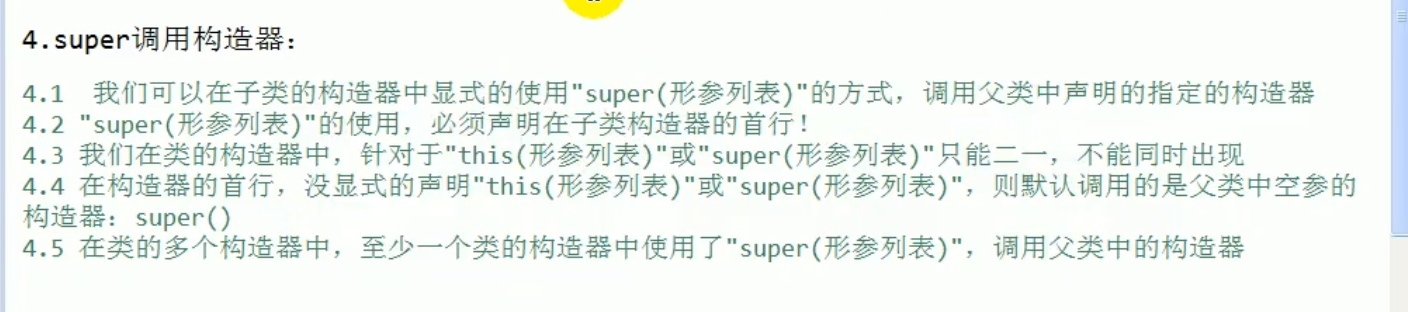 4.super调用构造器：
4.1  我们可以在子类的构造器中显式的使用"super(形参列表)"的方式，调用父类中声明的指定的构造器
4.2 "super(形参列表)"的使用，必须声明在子类构造器的首行！
4.3 我们在类的构造器中，针对于"this(形参列表)"或"super(形参列表)"只能二一，不能同时出现
4.4 在构造器的首行，没显式的声明"this(形参列表)"或"super(形参列表)"，则默认调用的是父类中空参的
构造器：super()
4.5 在类的多个构造器中，至少一个类的构造器中使用了"super(形参列表)"，调用父类中的构造器